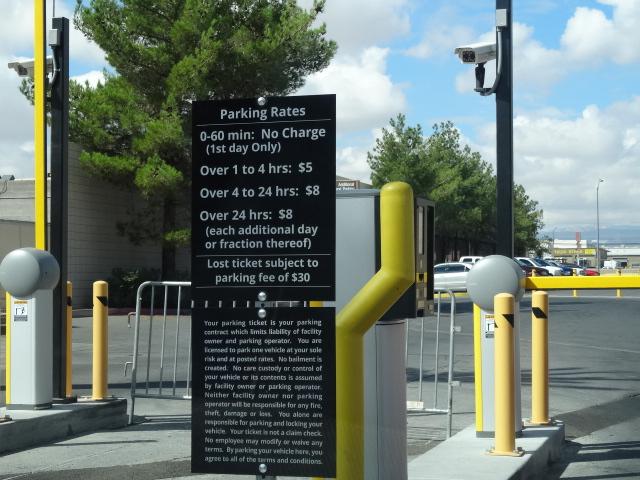 Parking Rates
0-60 min: No Charge
(1st day Only)
Over 1 to 4 hrs: $5
Over 4 to 24 hrs: $8
Over 24 hrs: $8
(each additional day
or fraction thereof)
Lost ticket subject to
parking fee of $30
Your parking ticket is your parking
contract which limits liability of facility
owner and parking operator. You are
licensed to park one vehicle at your sole
risk and at posted rates. No bailment is
created. No care custody or control of
your vehicle or its contents is assumed
by facility owner or parking operator.
Neither facility owner nor parking
operator will be responsible for any fire,
theft, damage or loss. You alone are
responsible for parking and locking your
vehicle. Your ticket is not a claim check.
No employee may modify or waive any
terms. By parking your vehicle here, you
agree to all of the terms and conditions.